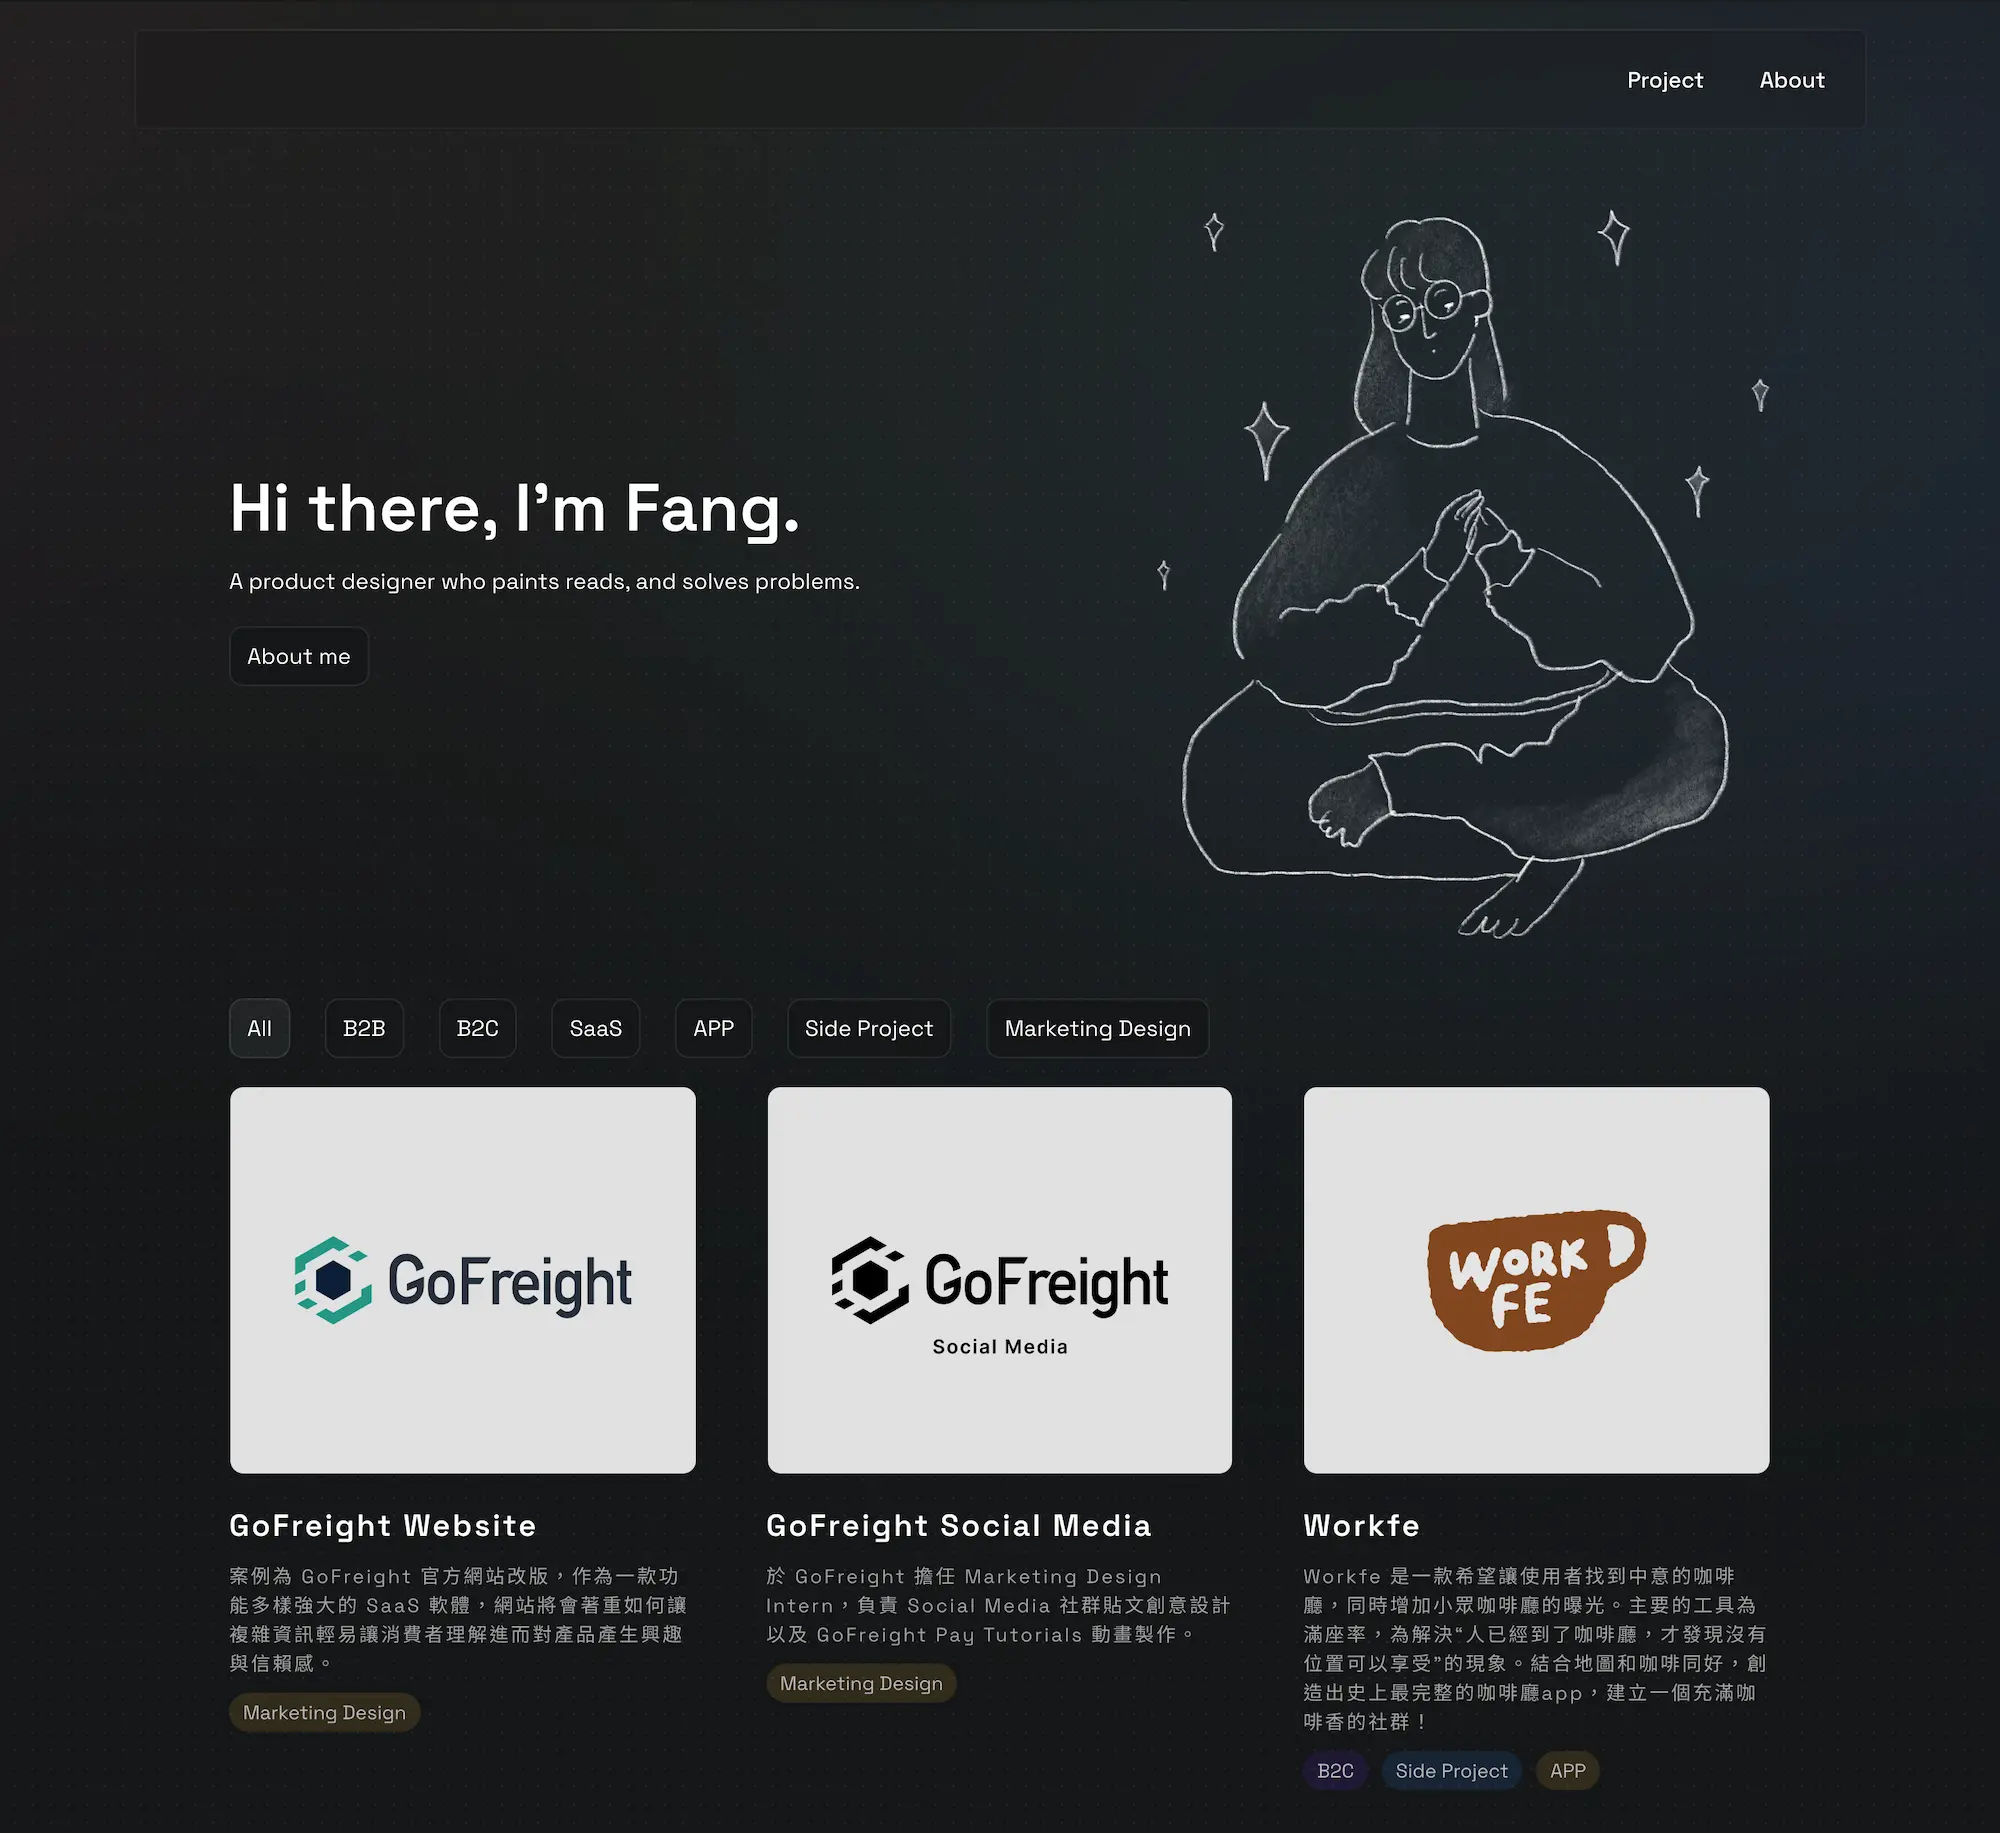 Project About
Hi there, I’m Fang.
A product designer who paints reads, and solves problems.
About me
All B2B B2C SaaS APP Side Project Marketing Design
GoFreight
GoFreight
Social Media
WORK
FE
GoFreight Website
案例為 GoFreight 官方網站改版，作為一款功
能多樣強大的 SaaS 軟體，網站將會著重如何讓
複雜資訊輕易讓消費者理解進而對產品產生興趣
與信賴感。
Marketing Design
GoFreight Social Media
於 GoFreight 擔任 Marketing Design
Intern，負責 Social Media 社群貼文創意設計
以及 GoFreight Pay Tutorials 動畫製作。
Marketing Design
Workfe
Workfe 是一款希望讓使用者找到中意的咖啡
廳，同時增加小眾咖啡廳的曝光。主要的工具為
滿座率，為解決“人已經到了咖啡廳，才發現沒有
位置可以享受”的現象。結合地圖和咖啡同好，創
造出史上最完整的咖啡廳app，建立一個充滿咖
啡香的社群！
B2C Side Project APP